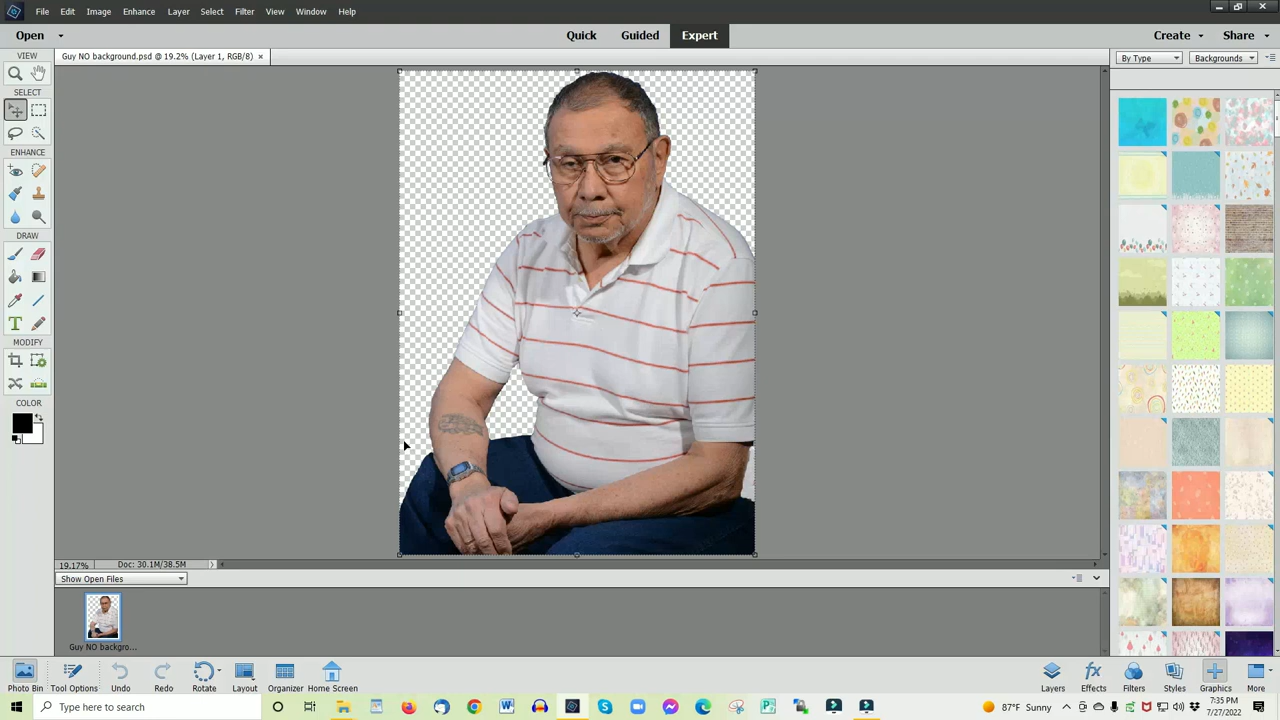 File Edit Image Enhance Layer Select Filter View Window Help
Open Quick Guided Expert Create Share
VIEW Guy NO background.psd @ 19.2% (Layer 1, RGB/8) × By Type Backgrounds
SELECT
ENHANCE
DRAW
MODIFY
COLOR
19.17% Doc: 30.1M/38.5M
Show Open Files
Guy NO backgro...
Photo Bin Tool Options Undo Redo Rotate Layout Organizer Home Screen Layers Effects Filters Styles Graphics More
Type here to search 87°F Sunny 7:35 PM
7/27/2022